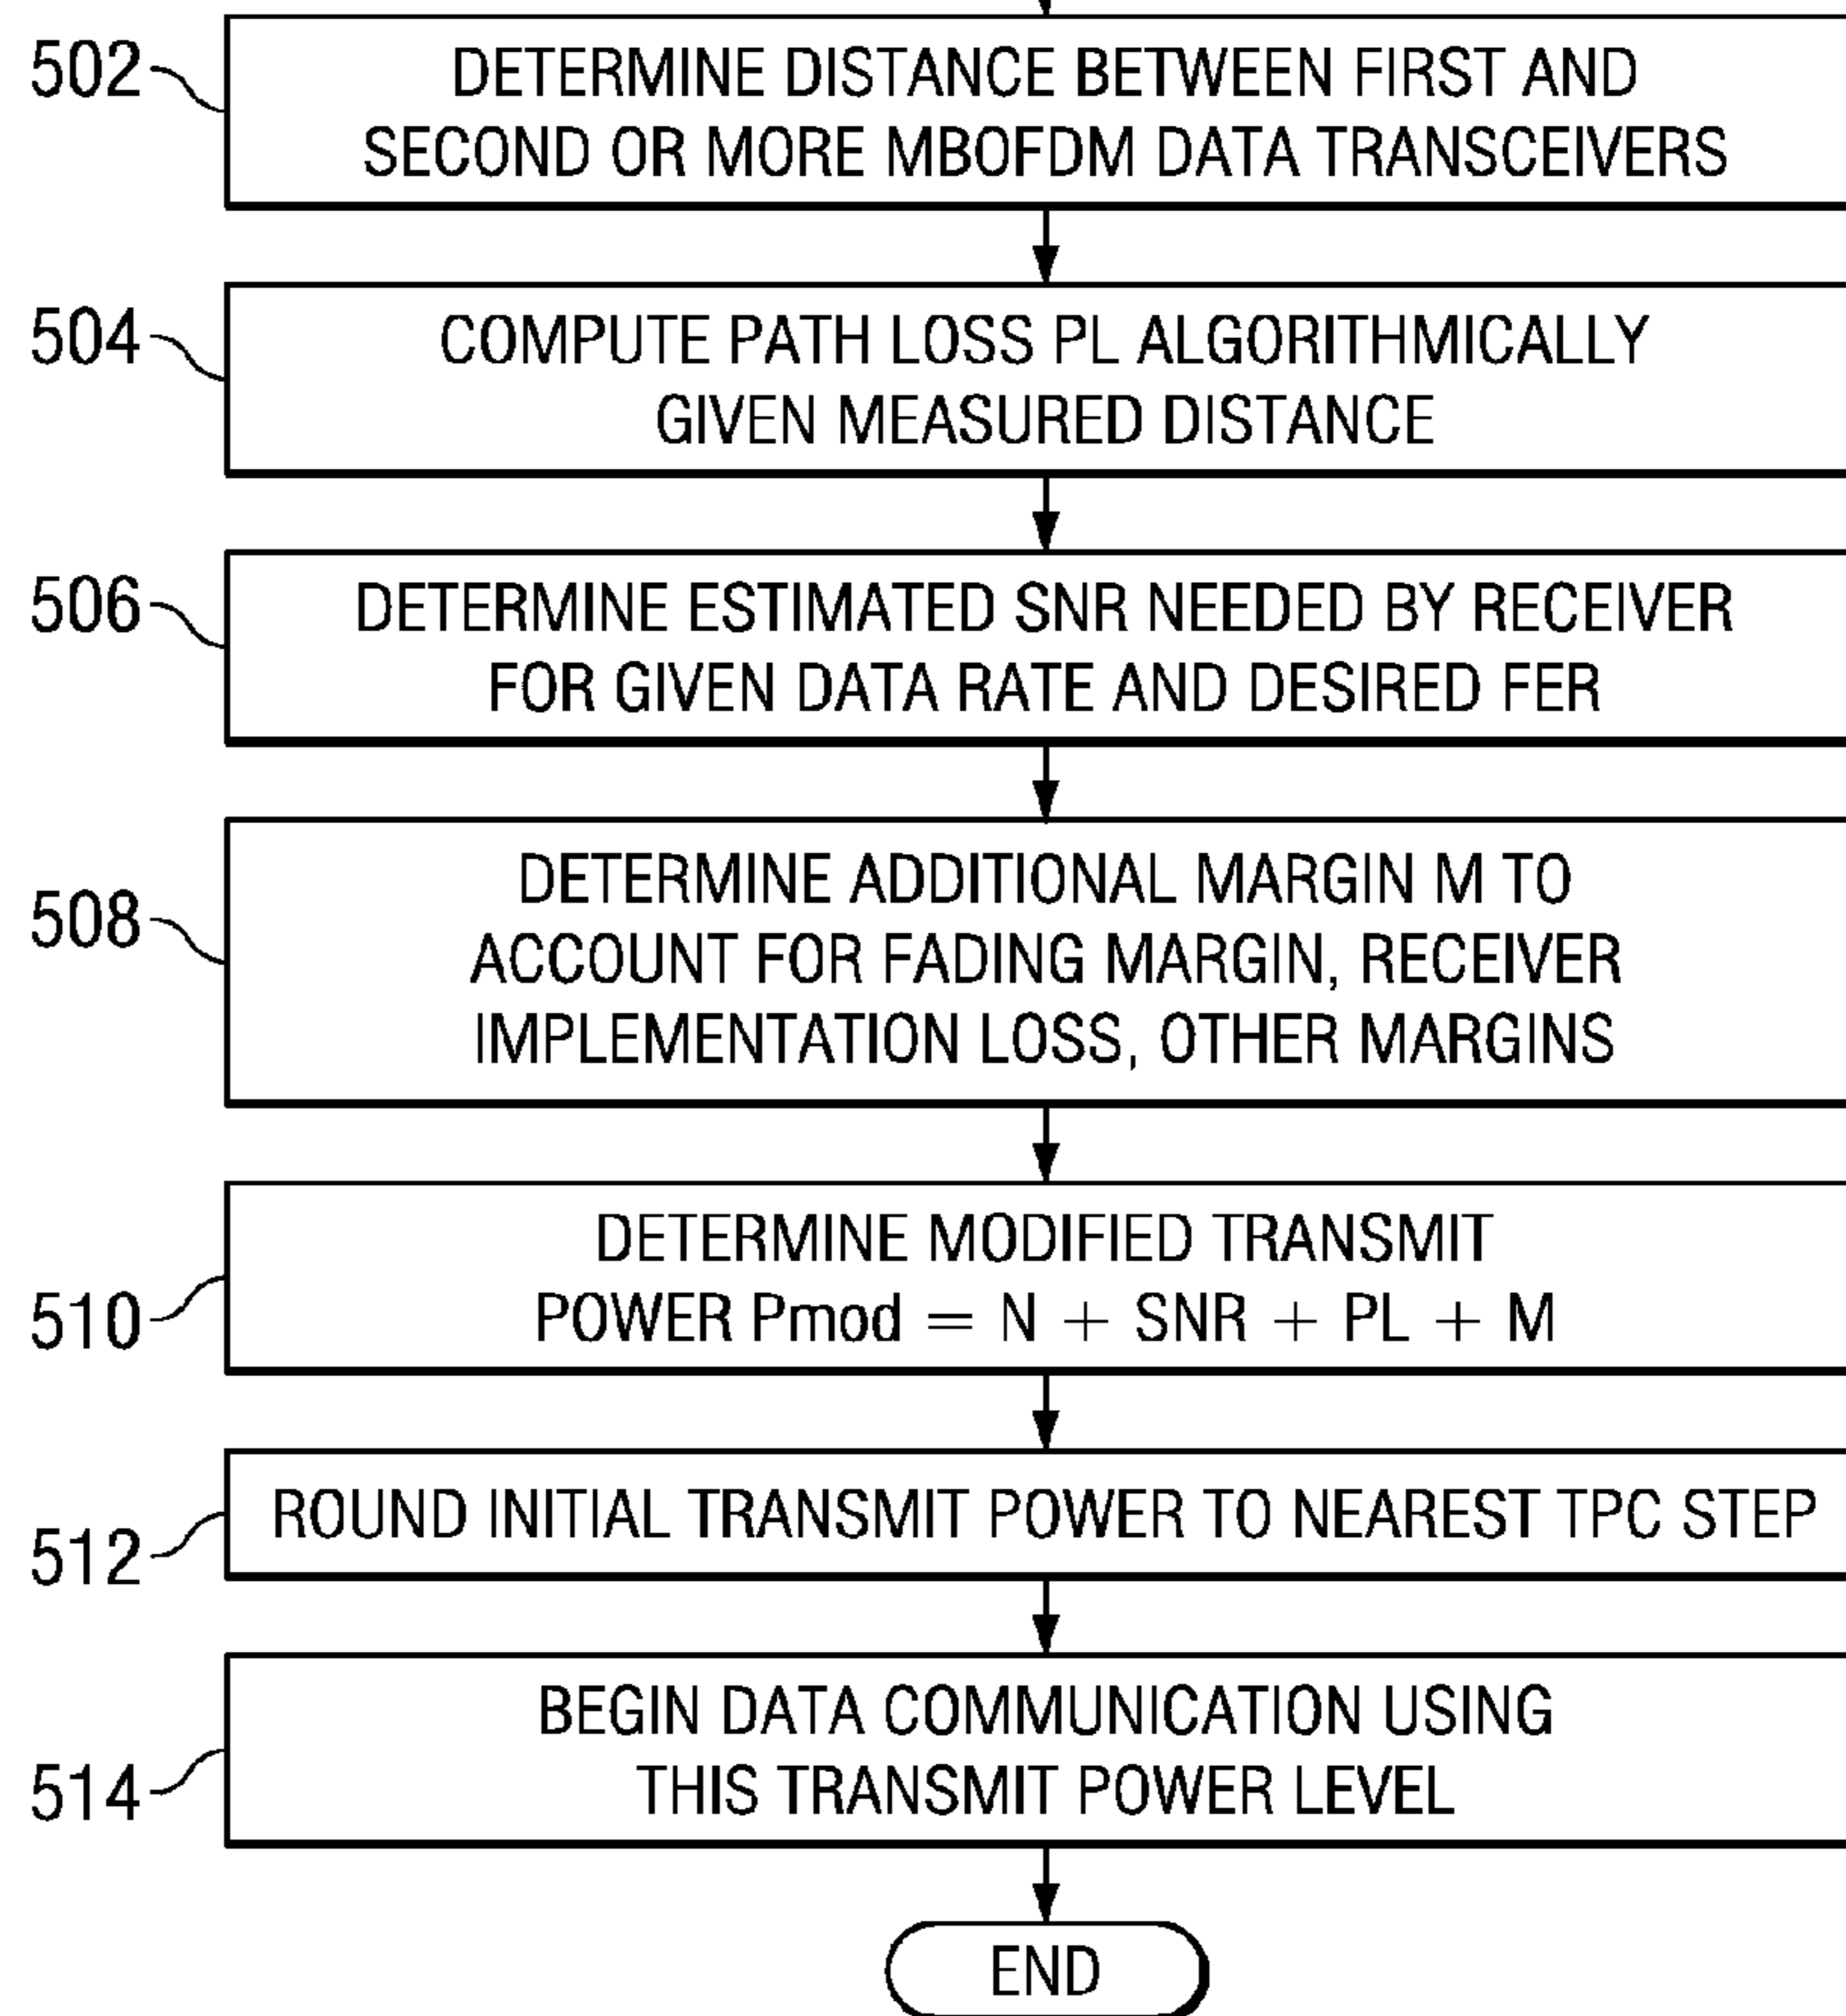 502
DETERMINE DISTANCE BETWEEN FIRST AND
SECOND OR MORE MBOFDM DATA TRANSCEIVERS
504
COMPUTE PATH LOSS PL ALGORITHMICALLY
GIVEN MEASURED DISTANCE
506
DETERMINE ESTIMATED SNR NEEDED BY RECEIVER
FOR GIVEN DATA RATE AND DESIRED FER
508
DETERMINE ADDITIONAL MARGIN M TO
ACCOUNT FOR FADING MARGIN, RECEIVER
IMPLEMENTATION LOSS, OTHER MARGINS
510
DETERMINE MODIFIED TRANSMIT
POWER Pmod = N + SNR + PL + M
512
ROUND INITIAL TRANSMIT POWER TO NEAREST TPC STEP
514
BEGIN DATA COMMUNICATION USING
THIS TRANSMIT POWER LEVEL
END